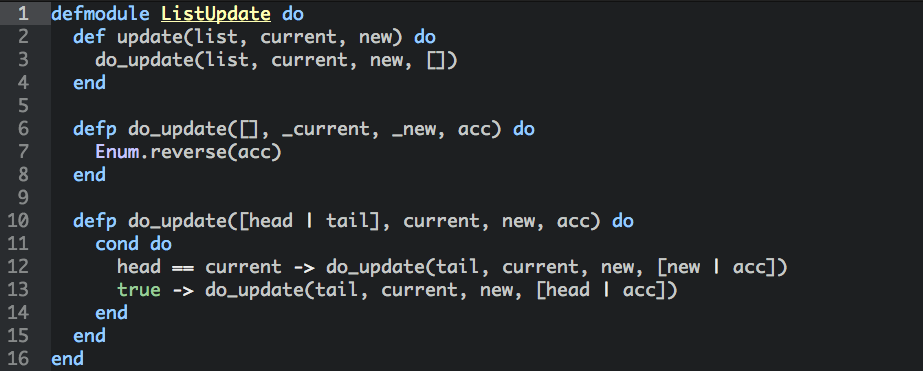 1 defmodule ListUpdate do
2   def update(list, current, new) do
3     do_update(list, current, new, [])
4   end
5
6   defp do_update([], _current, _new, acc) do
7     Enum.reverse(acc)
8   end
9
10   defp do_update([head | tail], current, new, acc) do
11     cond do
12       head == current -> do_update(tail, current, new, [new | acc])
13       true -> do_update(tail, current, new, [head | acc])
14     end
15   end
16 end